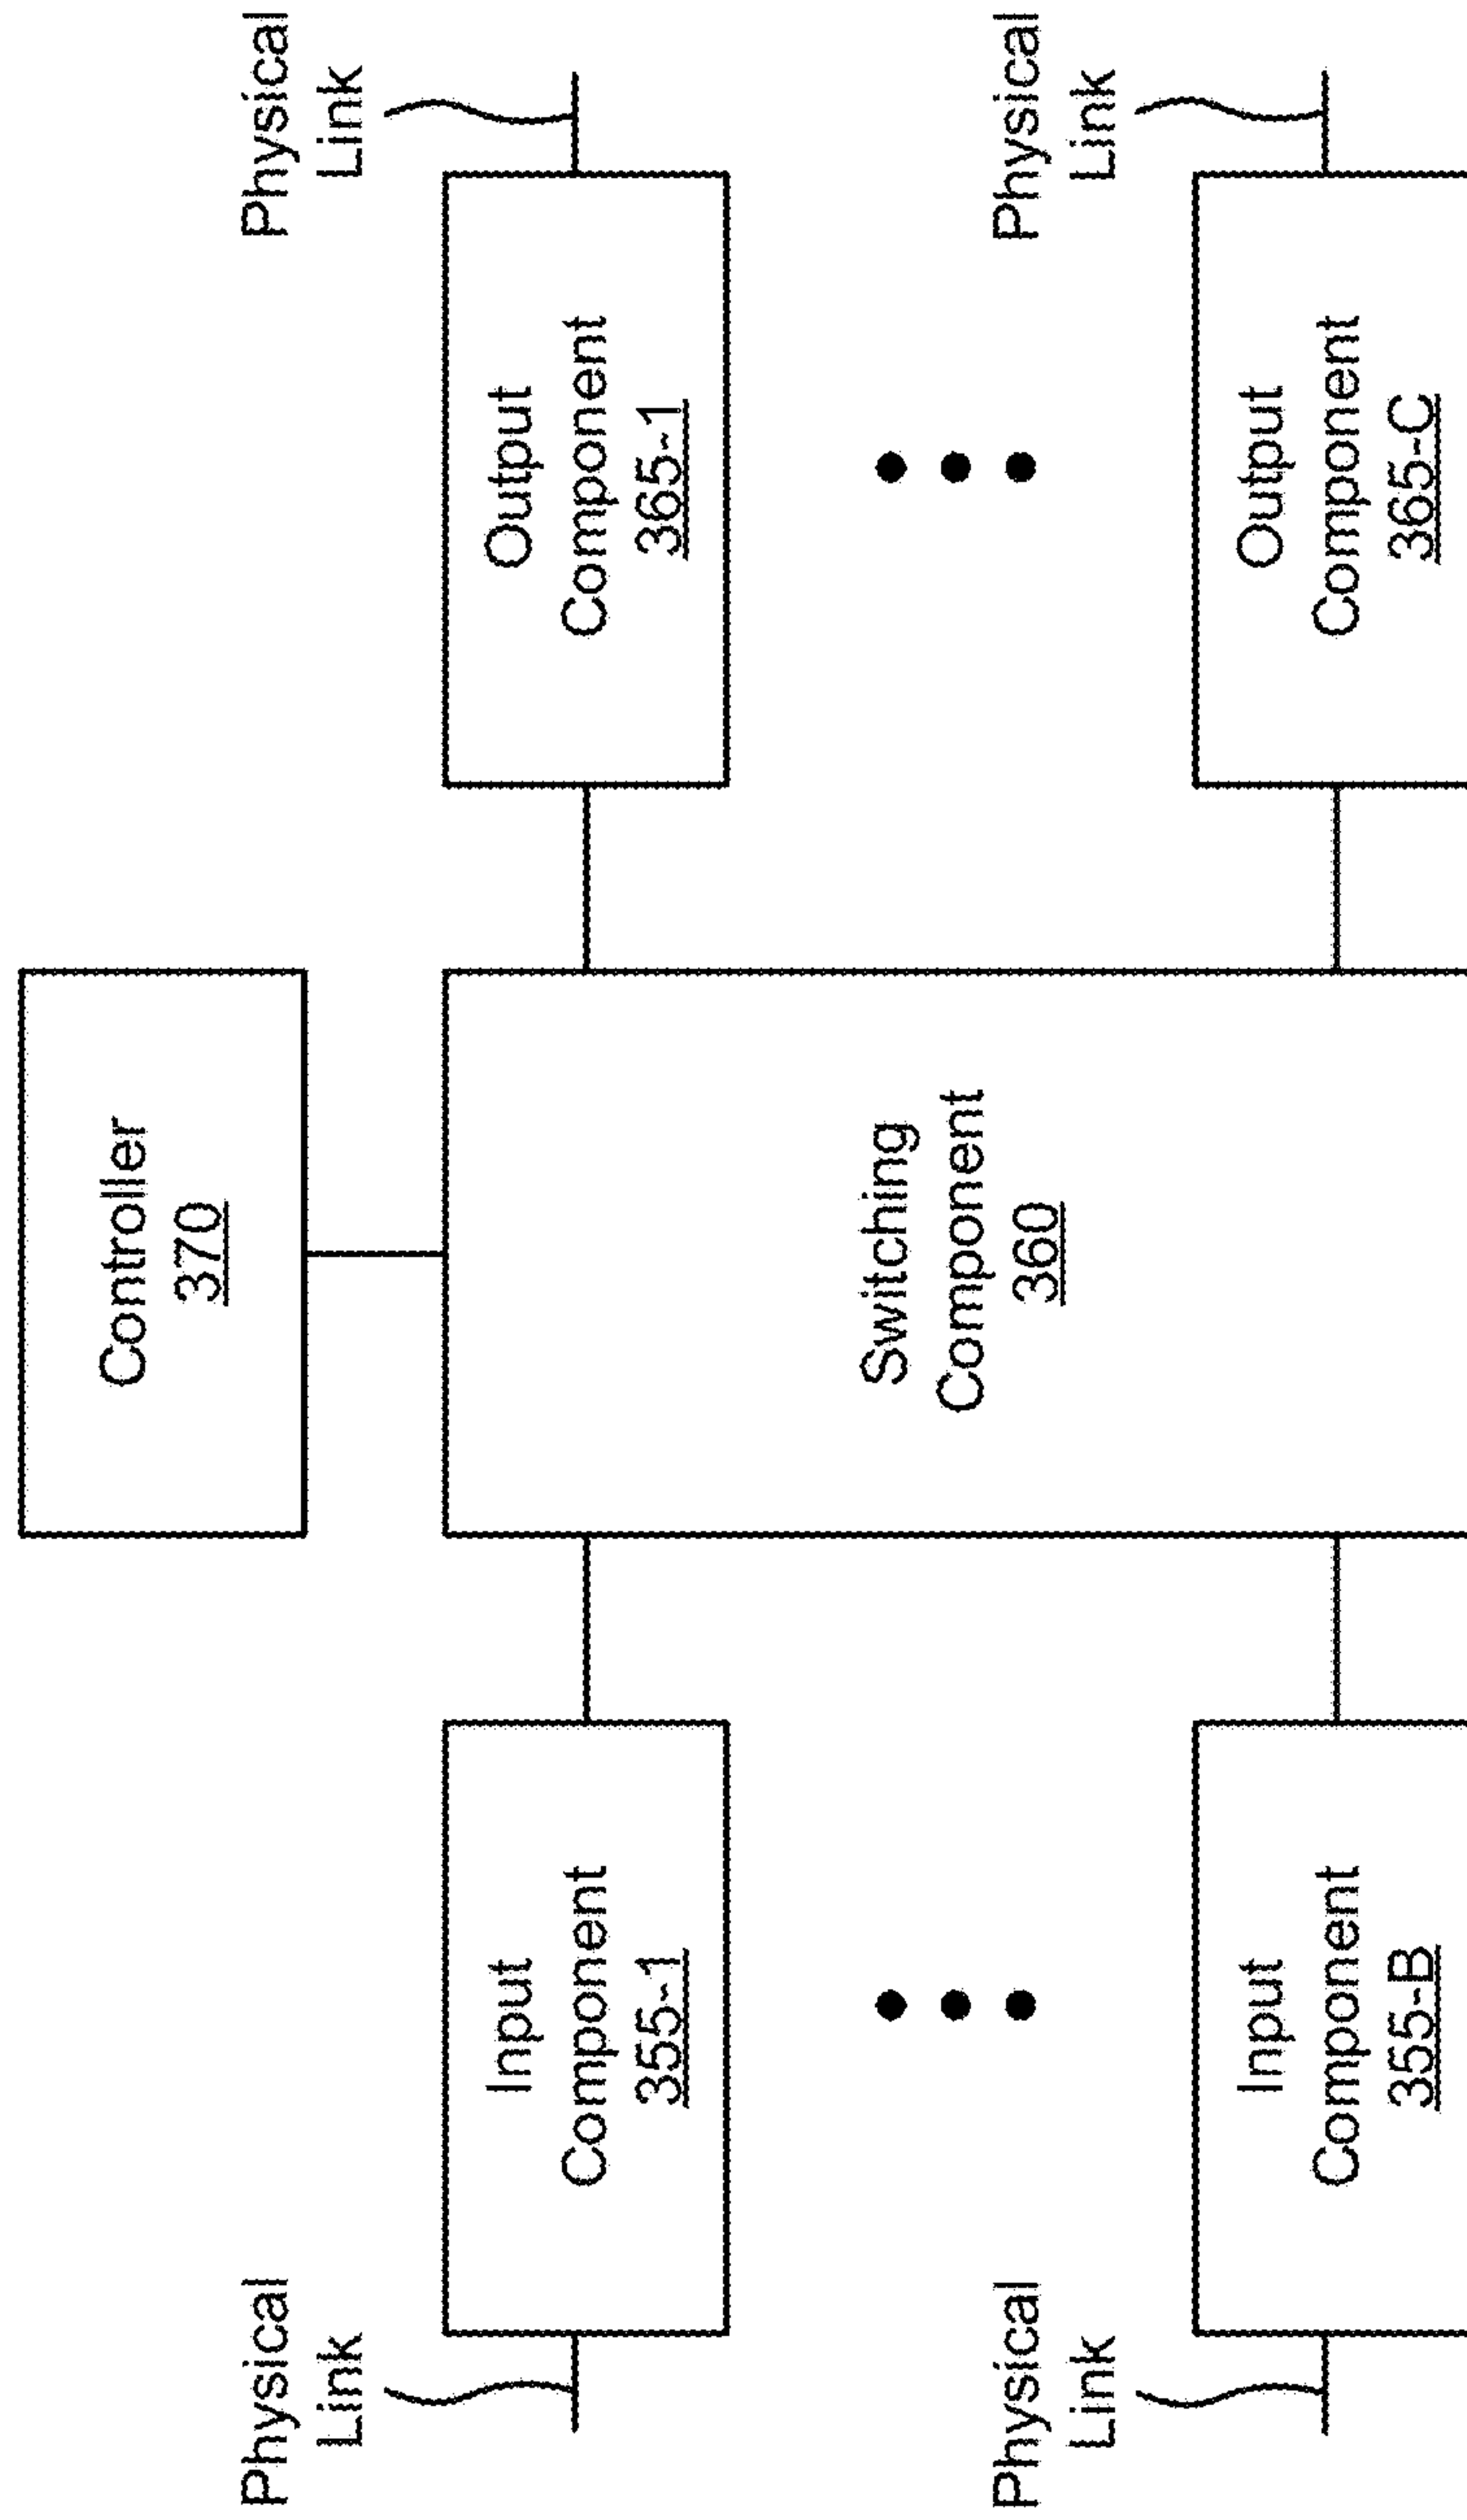 Controller
370
Physical
Link
Physical
Link
Input
Component
355-1
Output
Component
365-1
Switching
Component
360
Physical
Link
Physical
Link
Input
Component
355-B
Output
Component
365-C